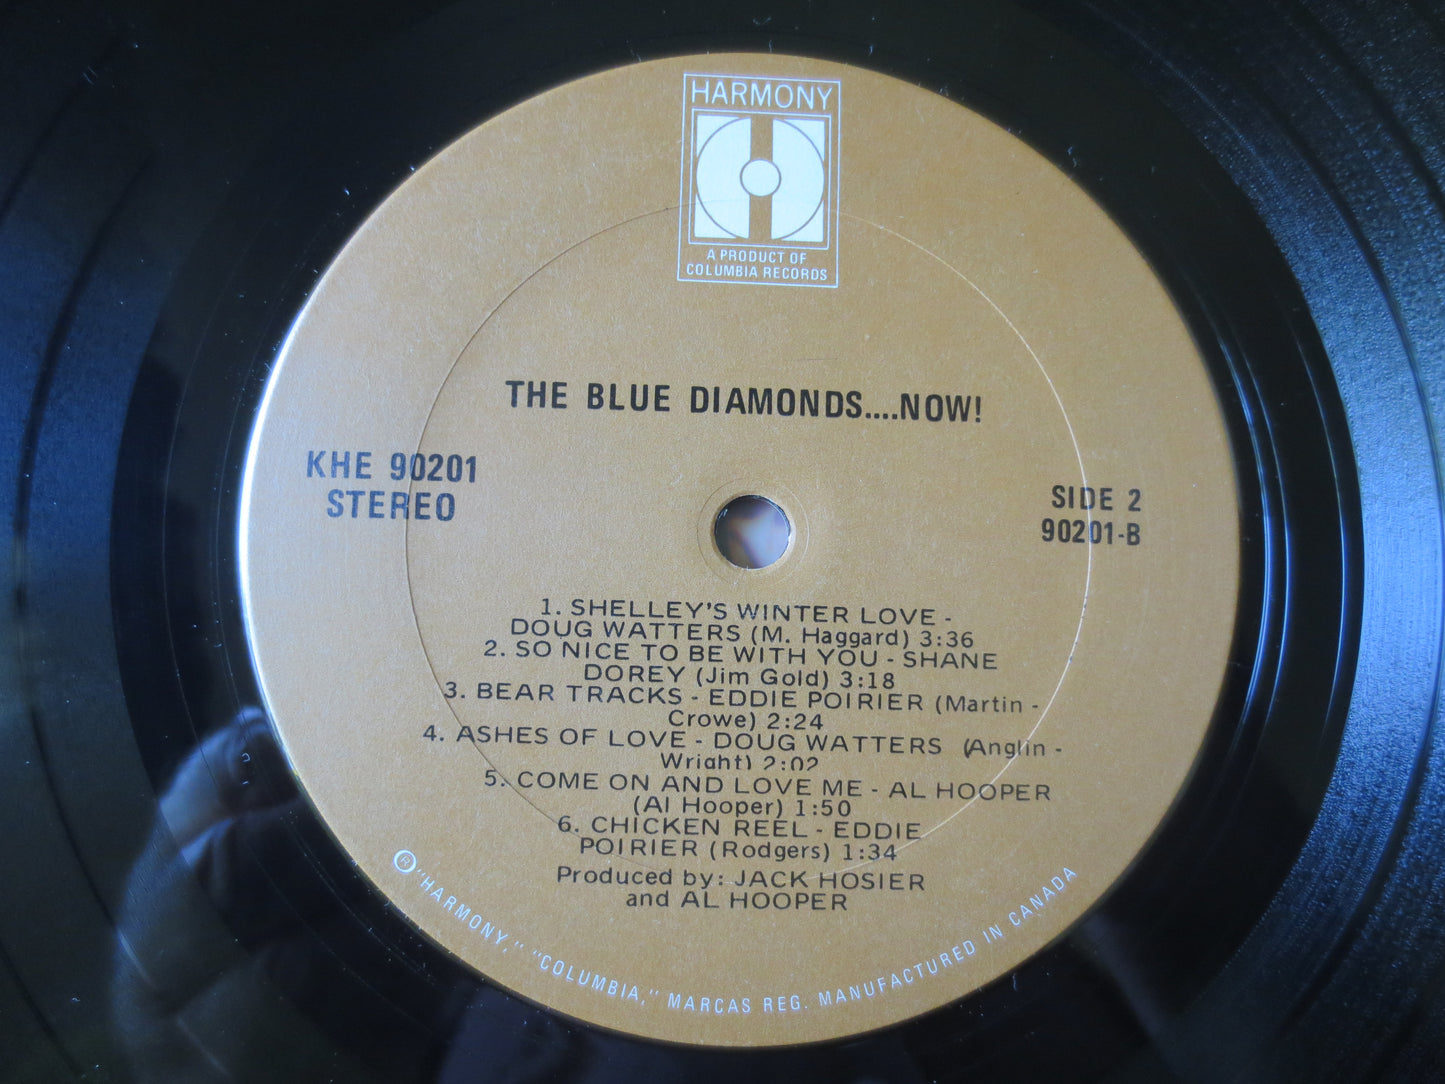 HARMONY
A PRODUCT OF
COLUMBIA RECORDS
THE BLUE DIAMONDS....NOW!
KHE 90201
STEREO
SIDE 2
90201-B
1. SHELLEY'S WINTER LOVE -
DOUG WATTERS (M. Haggard) 3:36
2. SO NICE TO BE WITH YOU - SHANE
DOREY (Jim Gold) 3:18
3. BEAR TRACKS - EDDIE POIRIER (Martin -
Crowe) 2:24
4. ASHES OF LOVE - DOUG WATTERS (Anglin -
Wright) 2:02
5. COME ON AND LOVE ME - AL HOOPER
(Al Hooper) 1:50
6. CHICKEN REEL - EDDIE
POIRIER (Rodgers) 1:34
Produced by: JACK HOSIER
and AL HOOPER
® "HARMONY," "COLUMBIA," MARCAS REG. MANUFACTURED IN CANADA